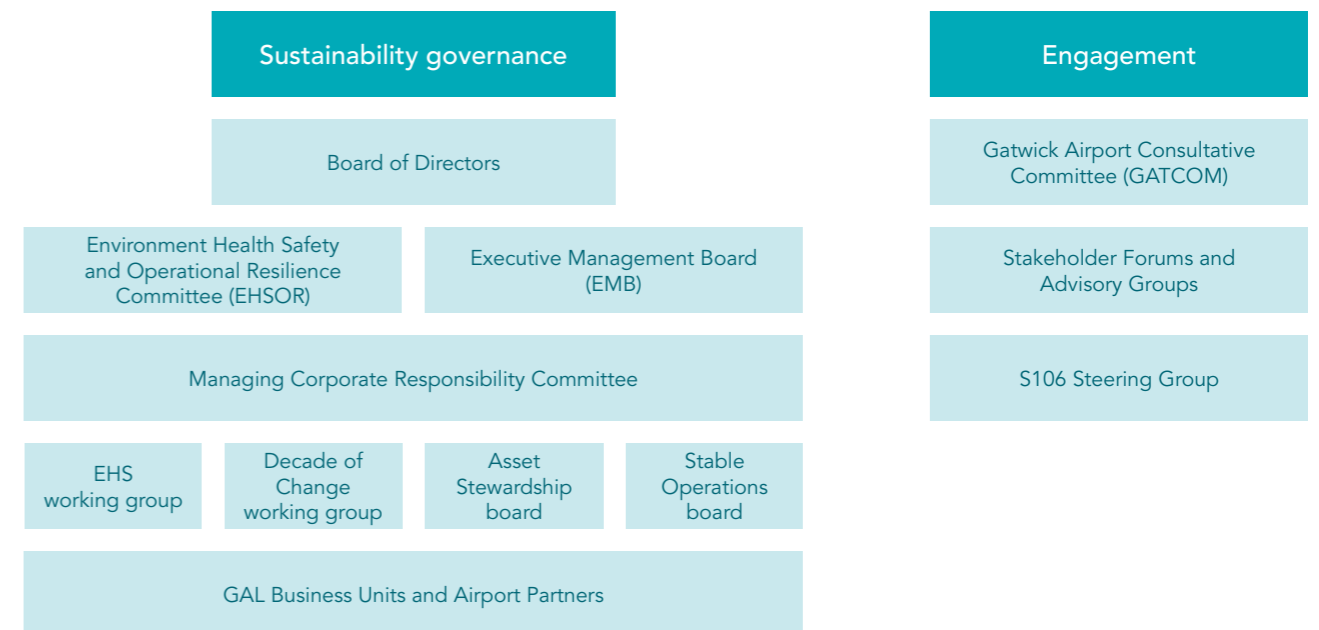 Sustainability governance
Board of Directors
Environment Health Safety
and Operational Resilience
Committee (EHSOR)
Executive Management Board
(EMB)
Managing Corporate Responsibility Committee
EHS
working group
Decade of
Change
working group
Asset
Stewardship
board
Stable
Operations
board
GAL Business Units and Airport Partners
Engagement
Gatwick Airport Consultative
Committee (GATCOM)
Stakeholder Forums and
Advisory Groups
S106 Steering Group